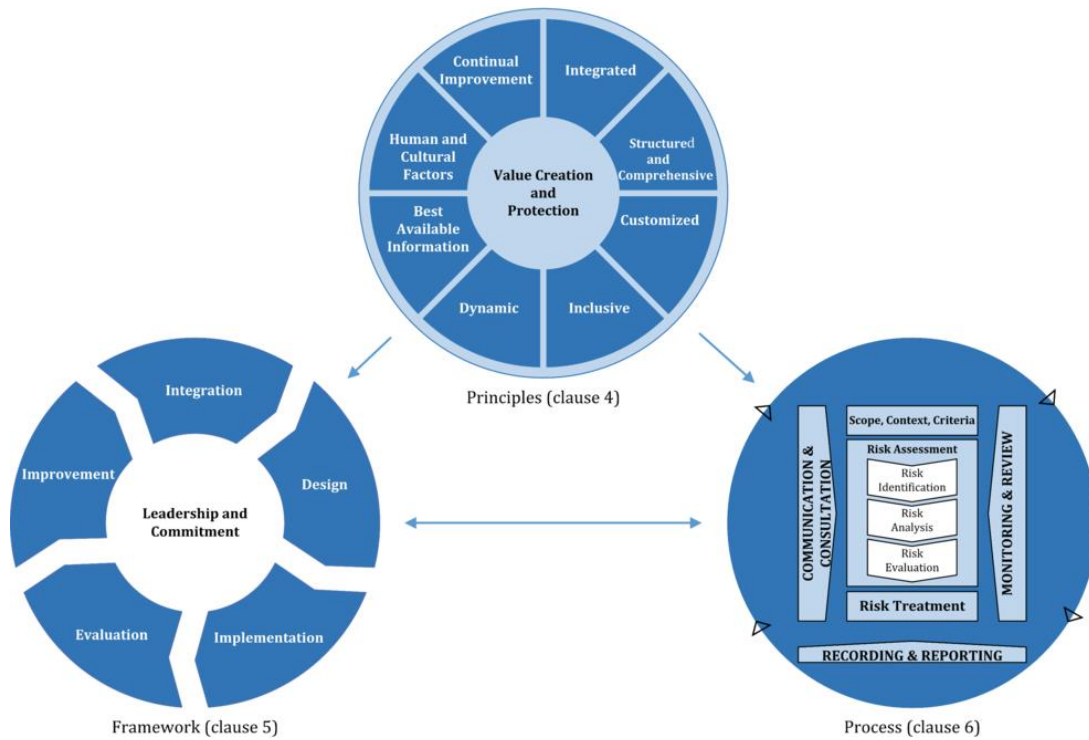 Continual
Improvement
Integrated
Human and
Cultural
Factors
Structured
and
Comprehensive
Value Creation
and
Protection
Best
Available
Information
Customized
Dynamic
Inclusive
Principles (clause 4)
Integration
Improvement
Design
Leadership and
Commitment
Evaluation
Implementation
Framework (clause 5)
Scope, Context, Criteria
Risk Assessment
Risk
Identification
Risk
Analysis
Risk
Evaluation
Risk Treatment
COMMUNICATION &
CONSULTATION
MONITORING & REVIEW
RECORDING & REPORTING
Process (clause 6)